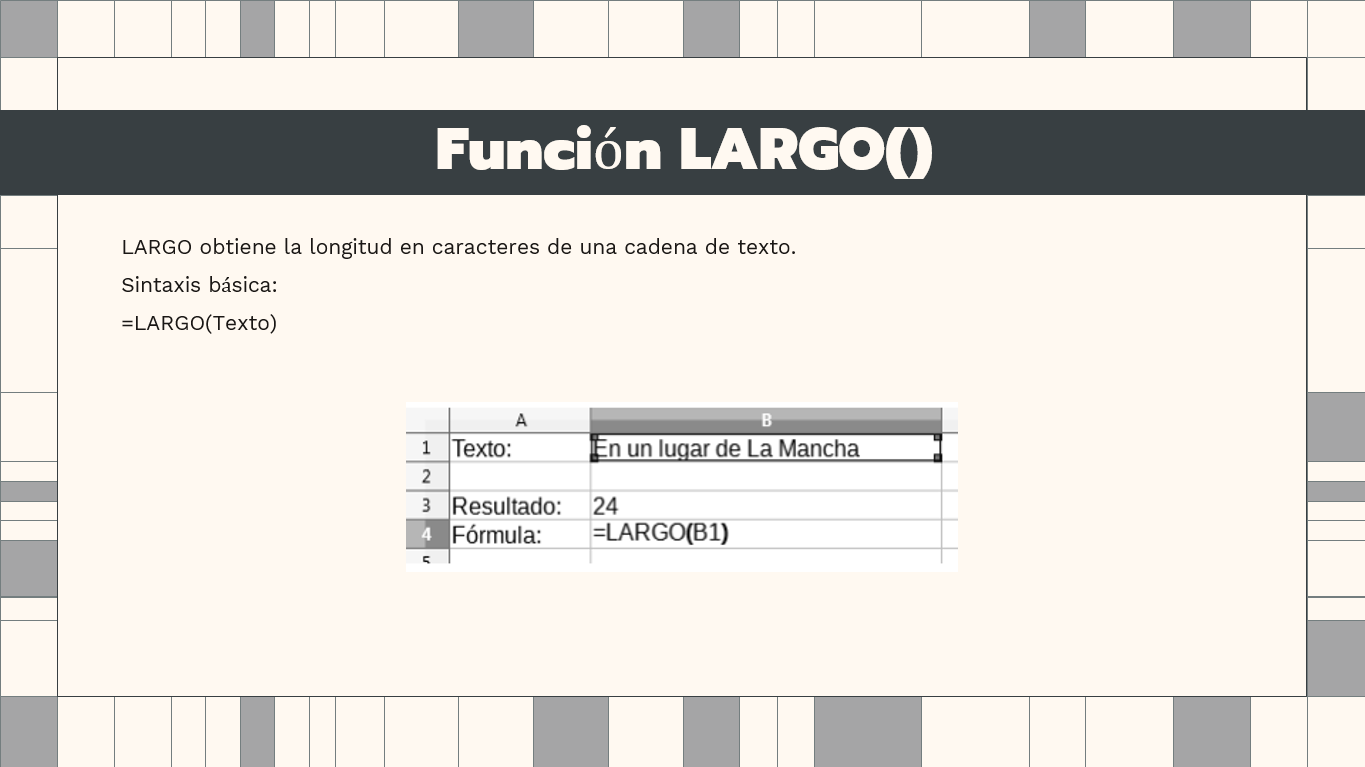 Función LARGO()
LARGO obtiene la longitud en caracteres de una cadena de texto.
Sintaxis básica:
=LARGO(Texto)
A B
1 Texto: En un lugar de La Mancha
2
3 Resultado: 24
4 Fórmula: =LARGO(B1)
5